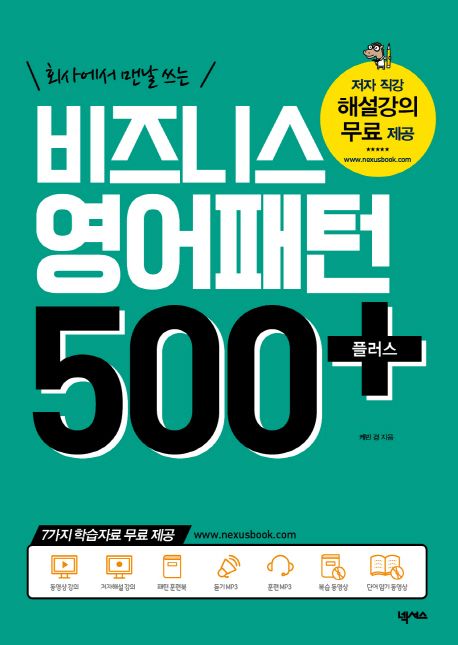 회사에서 맨날 쓰는
저자 직강
해설강의
무료 제공
★★★★★
www.nexusbook.com
비즈니스
영어패턴
500+
플러스
케빈 경 지음
7가지 학습자료 무료 제공
www.nexusbook.com
동영상 강의
저자해설 강의
패턴 훈련북
듣기 MP3
훈련 MP3
복습 동영상
단어 암기 동영상
넥서스